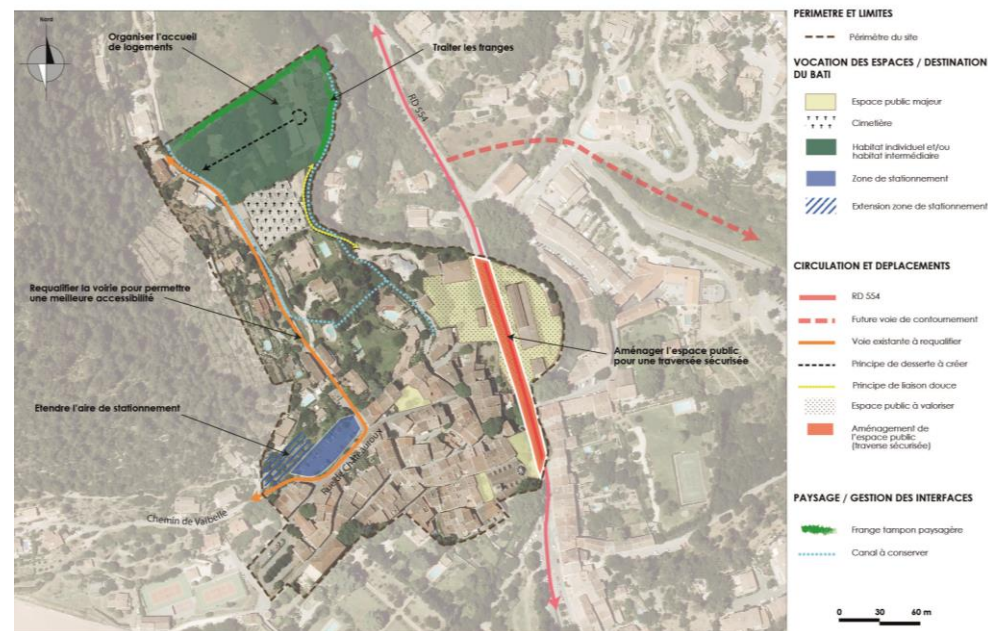 Nord
Organiser l'accueil
de logements
Traiter les franges
RD 554
Requalifier la voirie pour permettre
une meilleure accessibilité
Aménager l'espace public
pour une traversée sécurisée
Etendre l'aire de stationnement
Chemin de Valbelle
PERIMETRE ET LIMITES
Périmètre du site
VOCATION DES ESPACES / DESTINATION
DU BATI
Espace public majeur
Cimetière
Habitat individuel et/ou
habitat intermédiaire
Zone de stationnement
Extension zone de stationnement
CIRCULATION ET DEPLACEMENTS
RD 554
Future voie de contournement
Voie existante à requalifier
Principe de desserte à créer
Principe de liaison douce
Espace public à valoriser
Aménagement de
l'espace public
(traverse sécurisée)
PAYSAGE / GESTION DES INTERFACES
Frange tampon paysagère
Canal à conserver
0 30 60 m